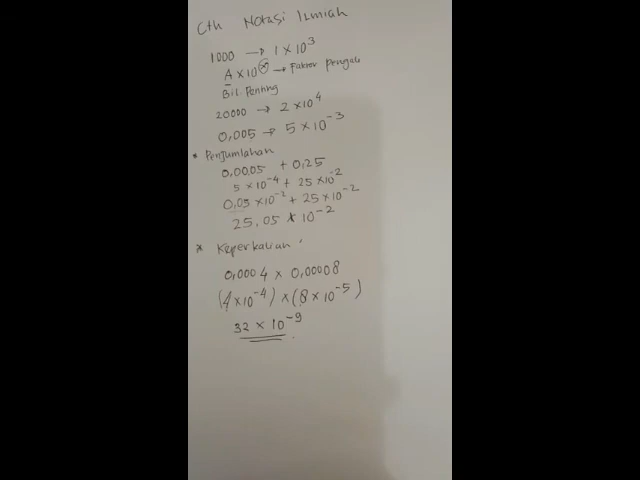 Cth Notasi Ilmiah
1000 → 1 × 10³
A × 10ⓧ → Faktor Pengali
Bil. Penting
20000 → 2 × 10⁴
0,005 → 5 × 10⁻³
* Penjumlahan
0,0005 + 0,25
5 × 10⁻⁴ + 25 × 10⁻²
0,05 × 10⁻² + 25 × 10⁻²
25,05 × 10⁻²
* Keperkalian
0,0004 × 0,00008
(4 × 10⁻⁴) × (8 × 10⁻⁵)
32 × 10⁻⁹